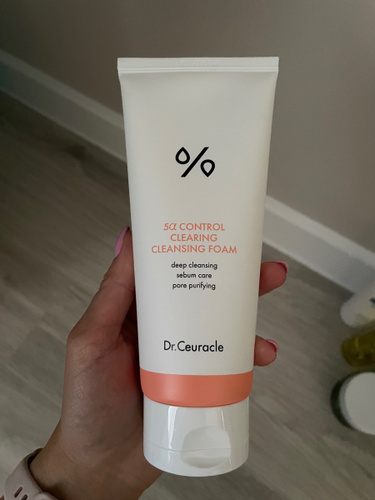 %
5α CONTROL
CLEARING
CLEANSING FOAM
deep cleansing
sebum care
pore purifying
Dr.Ceuracle